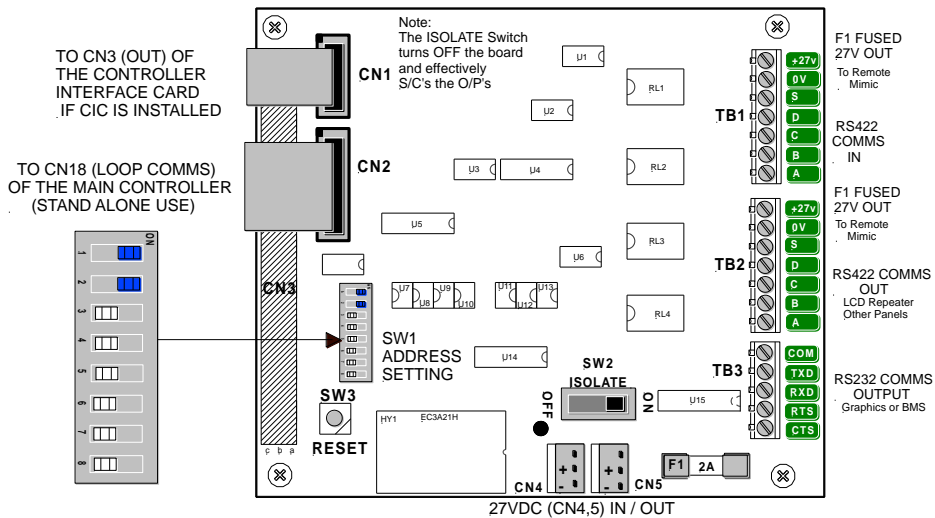 Note:
The ISOLATE Switch
turns OFF the board
and effectively
S/C's the O/P's
TO CN3 (OUT) OF
THE CONTROLLER
INTERFACE CARD
IF CIC IS INSTALLED
TO CN18 (LOOP COMMS)
OF THE MAIN CONTROLLER
(STAND ALONE USE)
ON
1
2
3
4
5
6
7
8
CN1
CN2
CN3
c b a
U1
U2
U3
U4
U5
U6
U7
U8
U9
U10
U11
U12
U13
U14
U15
RL1
RL2
RL3
RL4
SW1
ADDRESS
SETTING
SW3
RESET
HY1 EC3A21H
SW2
ISOLATE
OFF
ON
CN4
+
-
+
-
CN5
F1 2A
27VDC (CN4,5) IN / OUT
TB1
+27v
0V
S
D
C
B
A
F1 FUSED
27V OUT
To Remote
Mimic
RS422
COMMS
IN
TB2
+27v
0V
S
D
C
B
A
F1 FUSED
27V OUT
To Remote
Mimic
RS422 COMMS
OUT
LCD Repeater
Other Panels
TB3
COM
TXD
RXD
RTS
CTS
RS232 COMMS
OUTPUT
Graphics or BMS